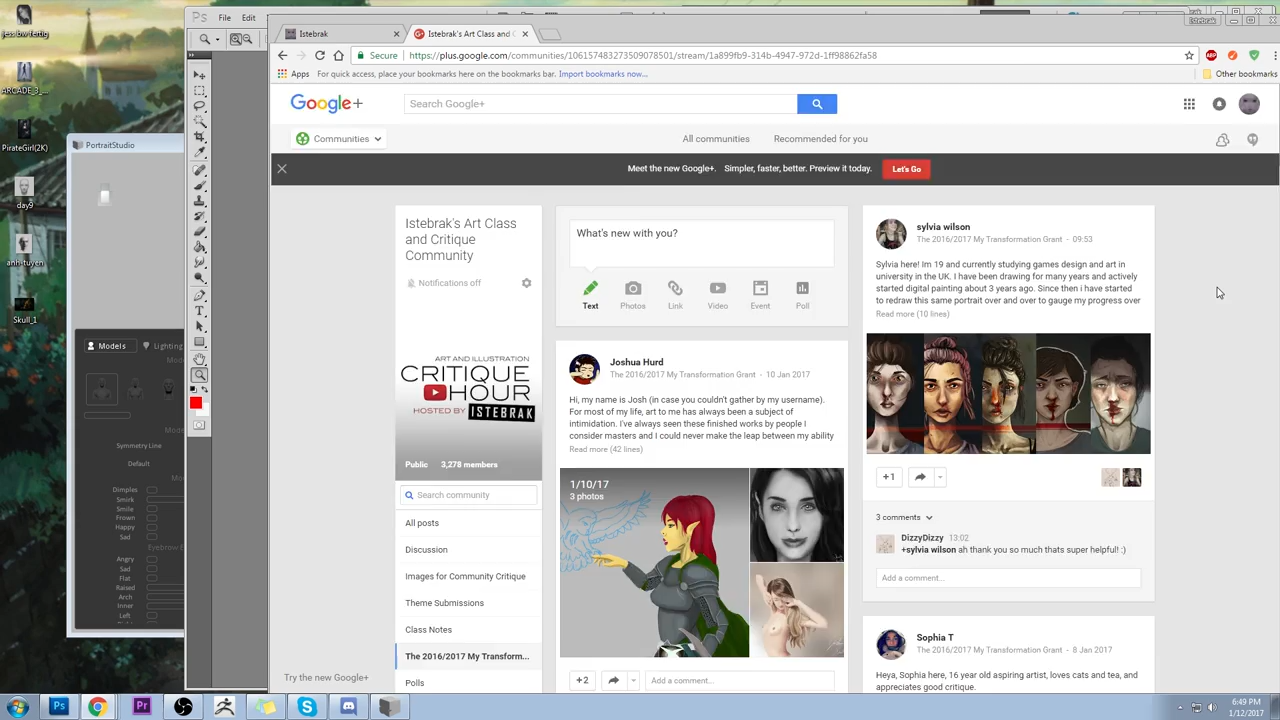 jess.bw.fertig
ARCADE_3_...
PirateGirl(2K)
day9
anh-tuyen
Skull_1
PortraitStudio
Models
Lighting
Symmetry Line
Default
Dimples
Smirk
Smile
Frown
Happy
Sad
Eyebrow E
Angry
Sad
Flat
Raised
Arch
Inner
Left
Ps
File
Edit
Istebrak
Istebrak's Art Class and C
Istebrak
Secure
https://plus.google.com/communities/106157483273509078501/stream/1a899fb9-314b-4947-972d-1ff98862fa58
Apps
For quick access, place your bookmarks here on the bookmarks bar.
Import bookmarks now...
Other bookmarks
Google+
Search Google+
Communities
All communities
Recommended for you
Meet the new Google+. Simpler, faster, better. Preview it today.
Let's Go
Istebrak's Art Class
and Critique
Community
Notifications off
ART AND ILLUSTRATION
CRITIQUE
HOUR
HOSTED BY ISTEBRAK
Public
3,278 members
Search community
All posts
Discussion
Images for Community Critique
Theme Submissions
Class Notes
The 2016/2017 My Transform...
Polls
Try the new Google+
What's new with you?
Text
Photos
Link
Video
Event
Poll
Joshua Hurd
The 2016/2017 My Transformation Grant - 10 Jan 2017
Hi, my name is Josh (in case you couldn't gather by my username).
For most of my life, art to me has always been a subject of
intimidation. I've always seen these finished works by people I
consider masters and I could never make the leap between my ability
Read more (42 lines)
1/10/17
3 photos
+2
Add a comment...
sylvia wilson
The 2016/2017 My Transformation Grant - 09:53
Sylvia here! Im 19 and currently studying games design and art in
university in the UK. I have been drawing for many years and actively
started digital painting about 3 years ago. Since then i have started
to redraw this same portrait over and over to gauge my progress over
Read more (10 lines)
+1
3 comments
DizzyDizzy 13:02
+sylvia wilson ah thank you so much thats super helpful! :)
Add a comment...
Sophia T
The 2016/2017 My Transformation Grant - 8 Jan 2017
Heya, Sophia here, 16 year old aspiring artist, loves cats and tea, and
appreciates good critique.
Ps
Pr
6:49 PM
1/12/2017